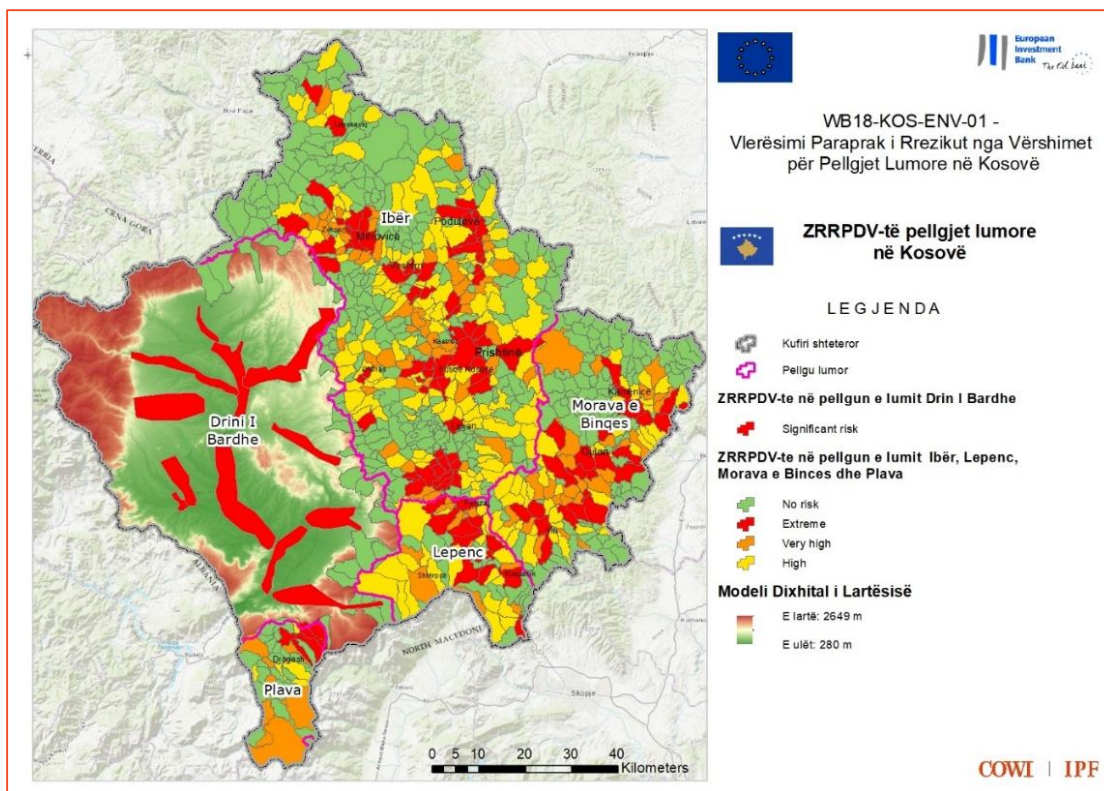 European
Investment
Bank
The EU bank
WB18-KOS-ENV-01 -
Vlerësimi Paraprak i Rrezikut nga Vërshimet
për Pellgjet Lumore në Kosovë
ZRRPDV-të pellgjet lumore
në Kosovë
LEGJENDA
Kufiri shteteror
Pellgu lumor
ZRRPDV-te në pellgun e lumit Drin I Bardhe
Significant risk
ZRRPDV-te në pellgun e lumit Ibër, Lepenc,
Morava e Binces dhe Plava
No risk
Extreme
Very high
High
Modeli Dixhital i Lartësisë
E lartë: 2649 m
E ulët: 280 m
COWI | IPF
Novi Pazar
CRNA GORA
Ibër
Podujevë
Mitrovicë
Prishtinë
Morava e
Binqes
Drini I
Bardhe
Lepenc
Dragash
Plava
ALBANIA
NORTH MACEDONI
Skopje
0 5 10 20 30 40
Kilometers